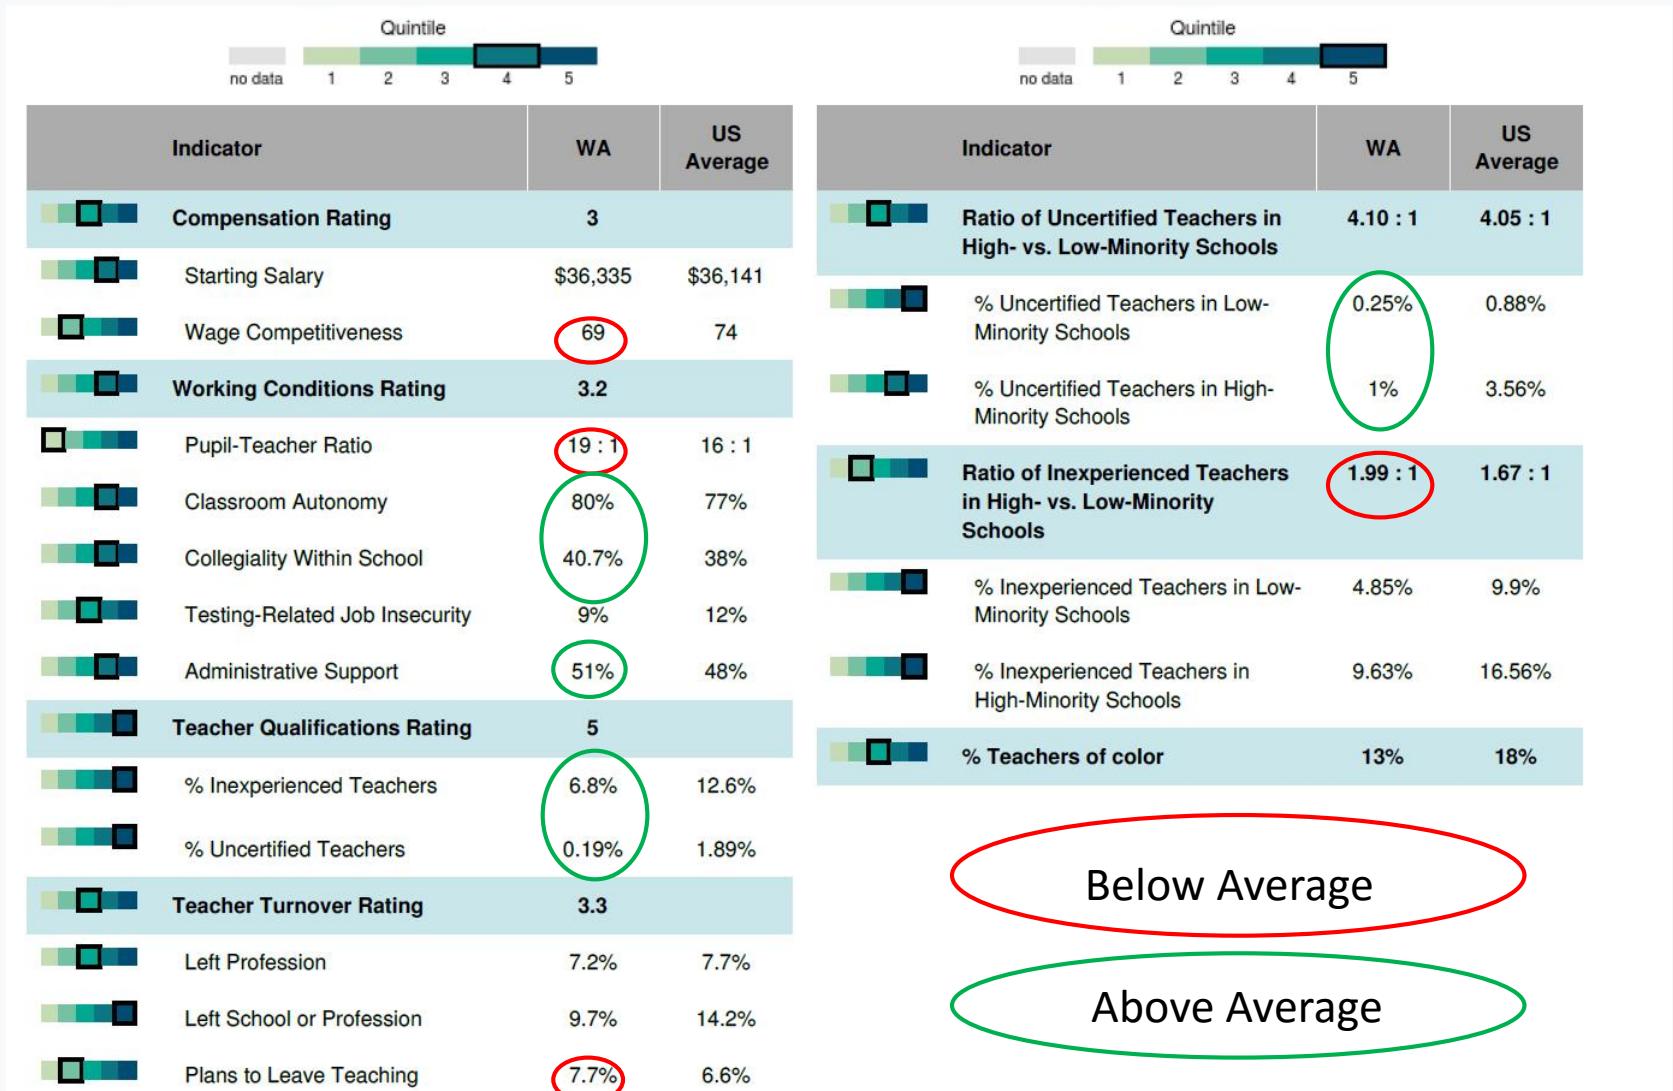 Quintile
no data 1 2 3 4 5
Indicator WA US Average
Compensation Rating 3
Starting Salary $36,335 $36,141
Wage Competitiveness 69 74
Working Conditions Rating 3.2
Pupil-Teacher Ratio 19 : 1 16 : 1
Classroom Autonomy 80% 77%
Collegiality Within School 40.7% 38%
Testing-Related Job Insecurity 9% 12%
Administrative Support 51% 48%
Teacher Qualifications Rating 5
% Inexperienced Teachers 6.8% 12.6%
% Uncertified Teachers 0.19% 1.89%
Teacher Turnover Rating 3.3
Left Profession 7.2% 7.7%
Left School or Profession 9.7% 14.2%
Plans to Leave Teaching 7.7% 6.6%
Quintile
no data 1 2 3 4 5
Indicator WA US Average
Ratio of Uncertified Teachers in 4.10 : 1 4.05 : 1
High- vs. Low-Minority Schools
% Uncertified Teachers in Low- 0.25% 0.88%
Minority Schools
% Uncertified Teachers in High- 1% 3.56%
Minority Schools
Ratio of Inexperienced Teachers 1.99 : 1 1.67 : 1
in High- vs. Low-Minority
Schools
% Inexperienced Teachers in Low- 4.85% 9.9%
Minority Schools
% Inexperienced Teachers in 9.63% 16.56%
High-Minority Schools
% Teachers of color 13% 18%
Below Average
Above Average